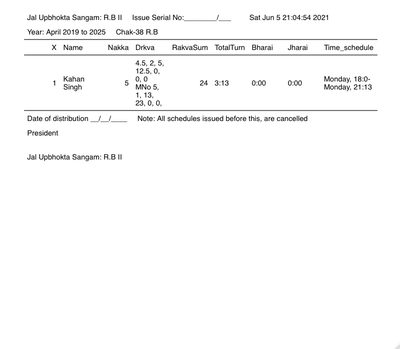 Jal Upbhokta Sangam: R.B II Issue Serial No:________/___ Sat Jun 5 21:04:54 2021
Year: April 2019 to 2025 Chak-38 R.B
X Name Nakka Drkva RakvaSum TotalTurn Bharai Jharai Time_schedule
1 Kahan Singh 5 4.5, 2, 5, 12.5, 0, 0, 0 MNo 5, 1, 13, 23, 0, 0, 24 3:13 0:00 0:00 Monday, 18:0- Monday, 21:13
Date of distribution __/__/____ Note: All schedules issued before this, are cancelled
President
Jal Upbhokta Sangam: R.B II